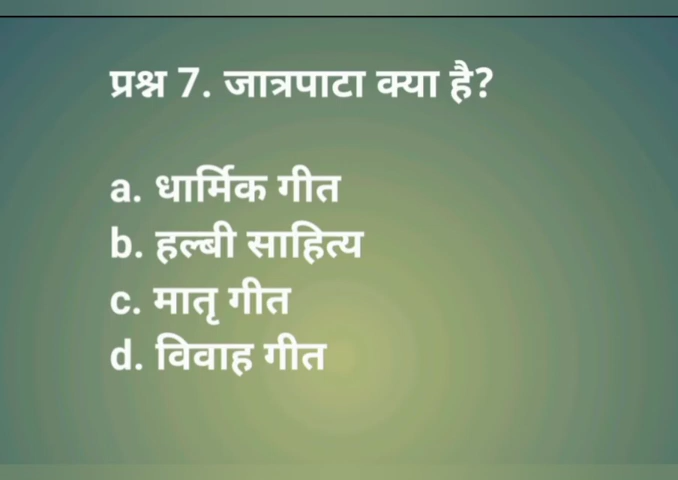 प्रश्न 7. जात्रपाटा क्या है?
a. धार्मिक गीत
b. हल्बी साहित्य
c. मातृ गीत
d. विवाह गीत